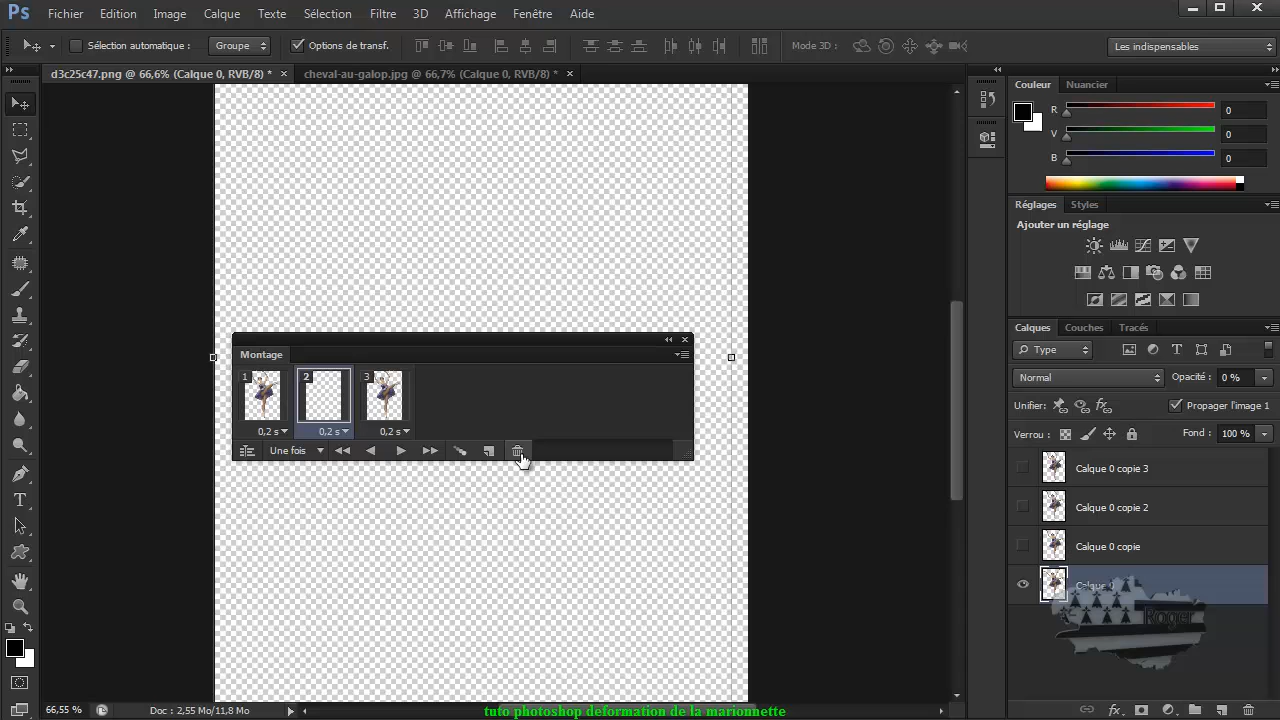 Ps Fichier Edition Image Calque Texte Sélection Filtre 3D Affichage Fenêtre Aide
Sélection automatique : Groupe Options de transf. Mode 3D : Les indispensables
d3c25c47.png @ 66,6% (Calque 0, RVB/8) * cheval-au-galop.jpg @ 66,7% (Calque 0, RVB/8) *
Couleur Nuancier
R 0
V 0
B 0
Réglages Styles
Ajouter un réglage
Calques Couches Tracés
Type
Normal Opacité : 0 %
Unifier : Propager l'image 1
Verrou : Fond : 100 %
Calque 0 copie 3
Calque 0 copie 2
Calque 0 copie
Roger
Montage
1 2 3
0,2 s 0,2 s 0,2 s
Une fois
66,55 % Doc : 2,55 Mo/11,8 Mo
tuto photoshop deformation de la marionnette